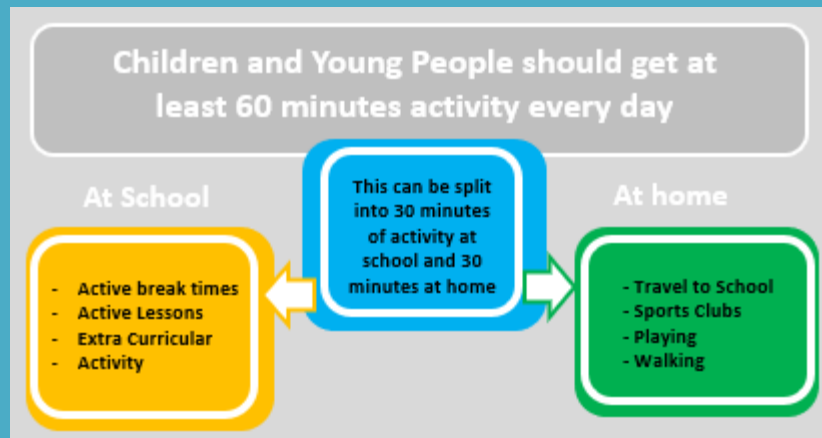 Children and Young People should get at
least 60 minutes activity every day
At School
This can be split
into 30 minutes
of activity at
school and 30
minutes at home
At home
- Active break times
- Active Lessons
- Extra Curricular
- Activity
- Travel to School
- Sports Clubs
- Playing
- Walking